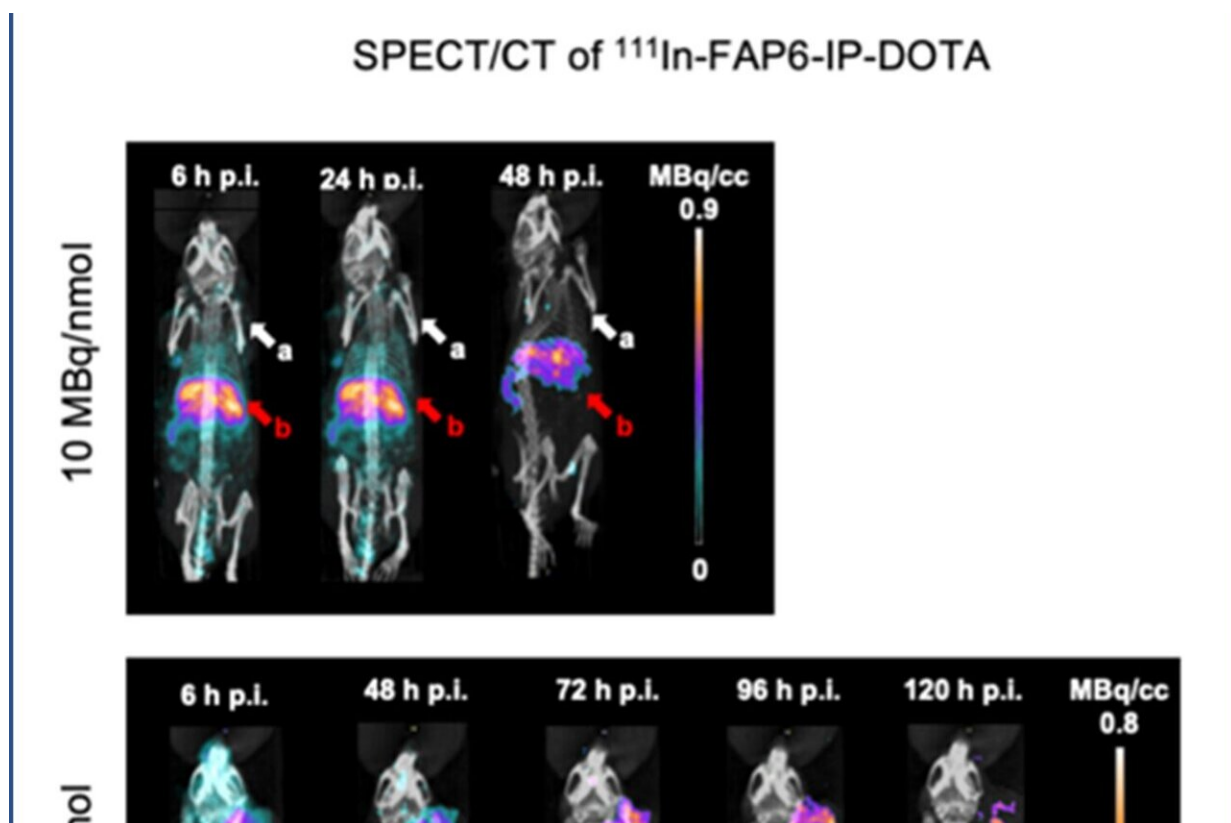 SPECT/CT of ¹¹¹In-FAP6-IP-DOTA
10 MBq/nmol
6 h p.i.
24 h p.i.
48 h p.i.
MBq/cc
0.9
a
a
a
b
b
b
0
6 h p.i.
48 h p.i.
72 h p.i.
96 h p.i.
120 h p.i.
MBq/cc
0.8